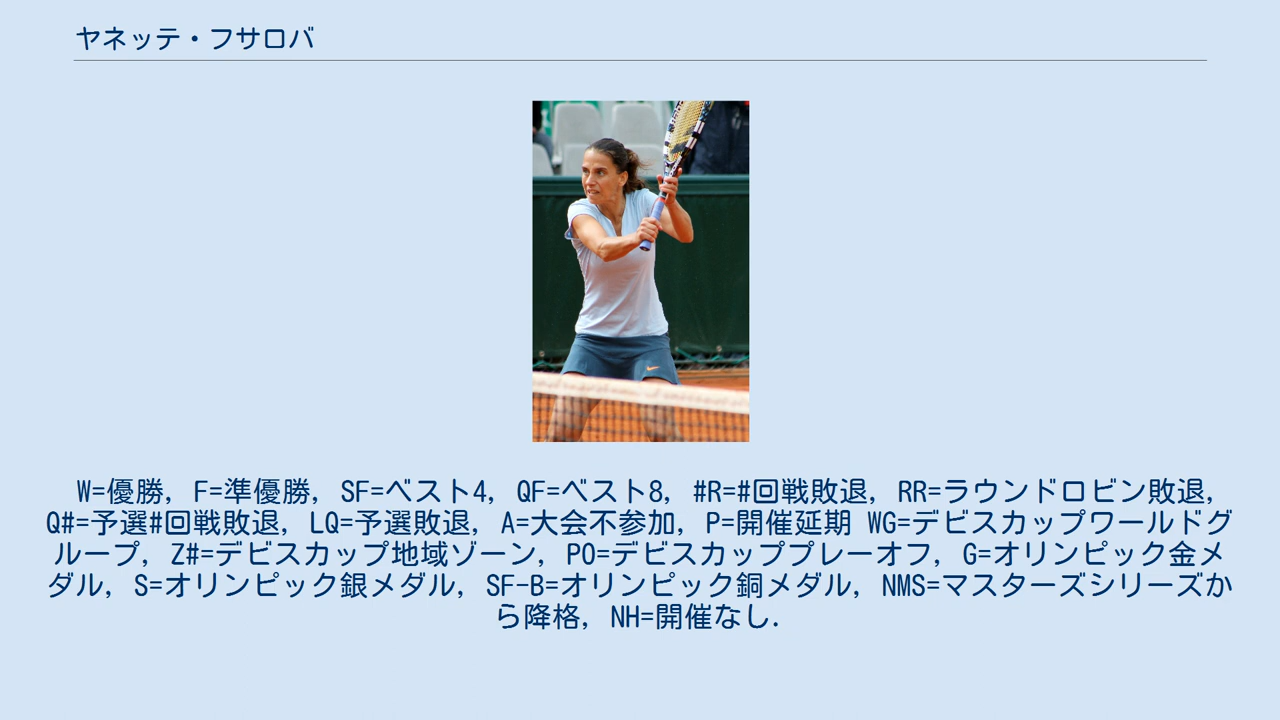 ヤネッテ・フサロバ
W=優勝, F=準優勝, SF=ベスト4, QF=ベスト8, #R=#回戦敗退, RR=ラウンドロビン敗退,
Q#=予選#回戦敗退, LQ=予選敗退, A=大会不参加, P=開催延期 WG=デビスカップワールドグ
ループ, Z#=デビスカップ地域ゾーン, PO=デビスカッププレーオフ, G=オリンピック金メ
ダル, S=オリンピック銀メダル, SF-B=オリンピック銅メダル, NMS=マスターズシリーズか
ら降格, NH=開催なし.